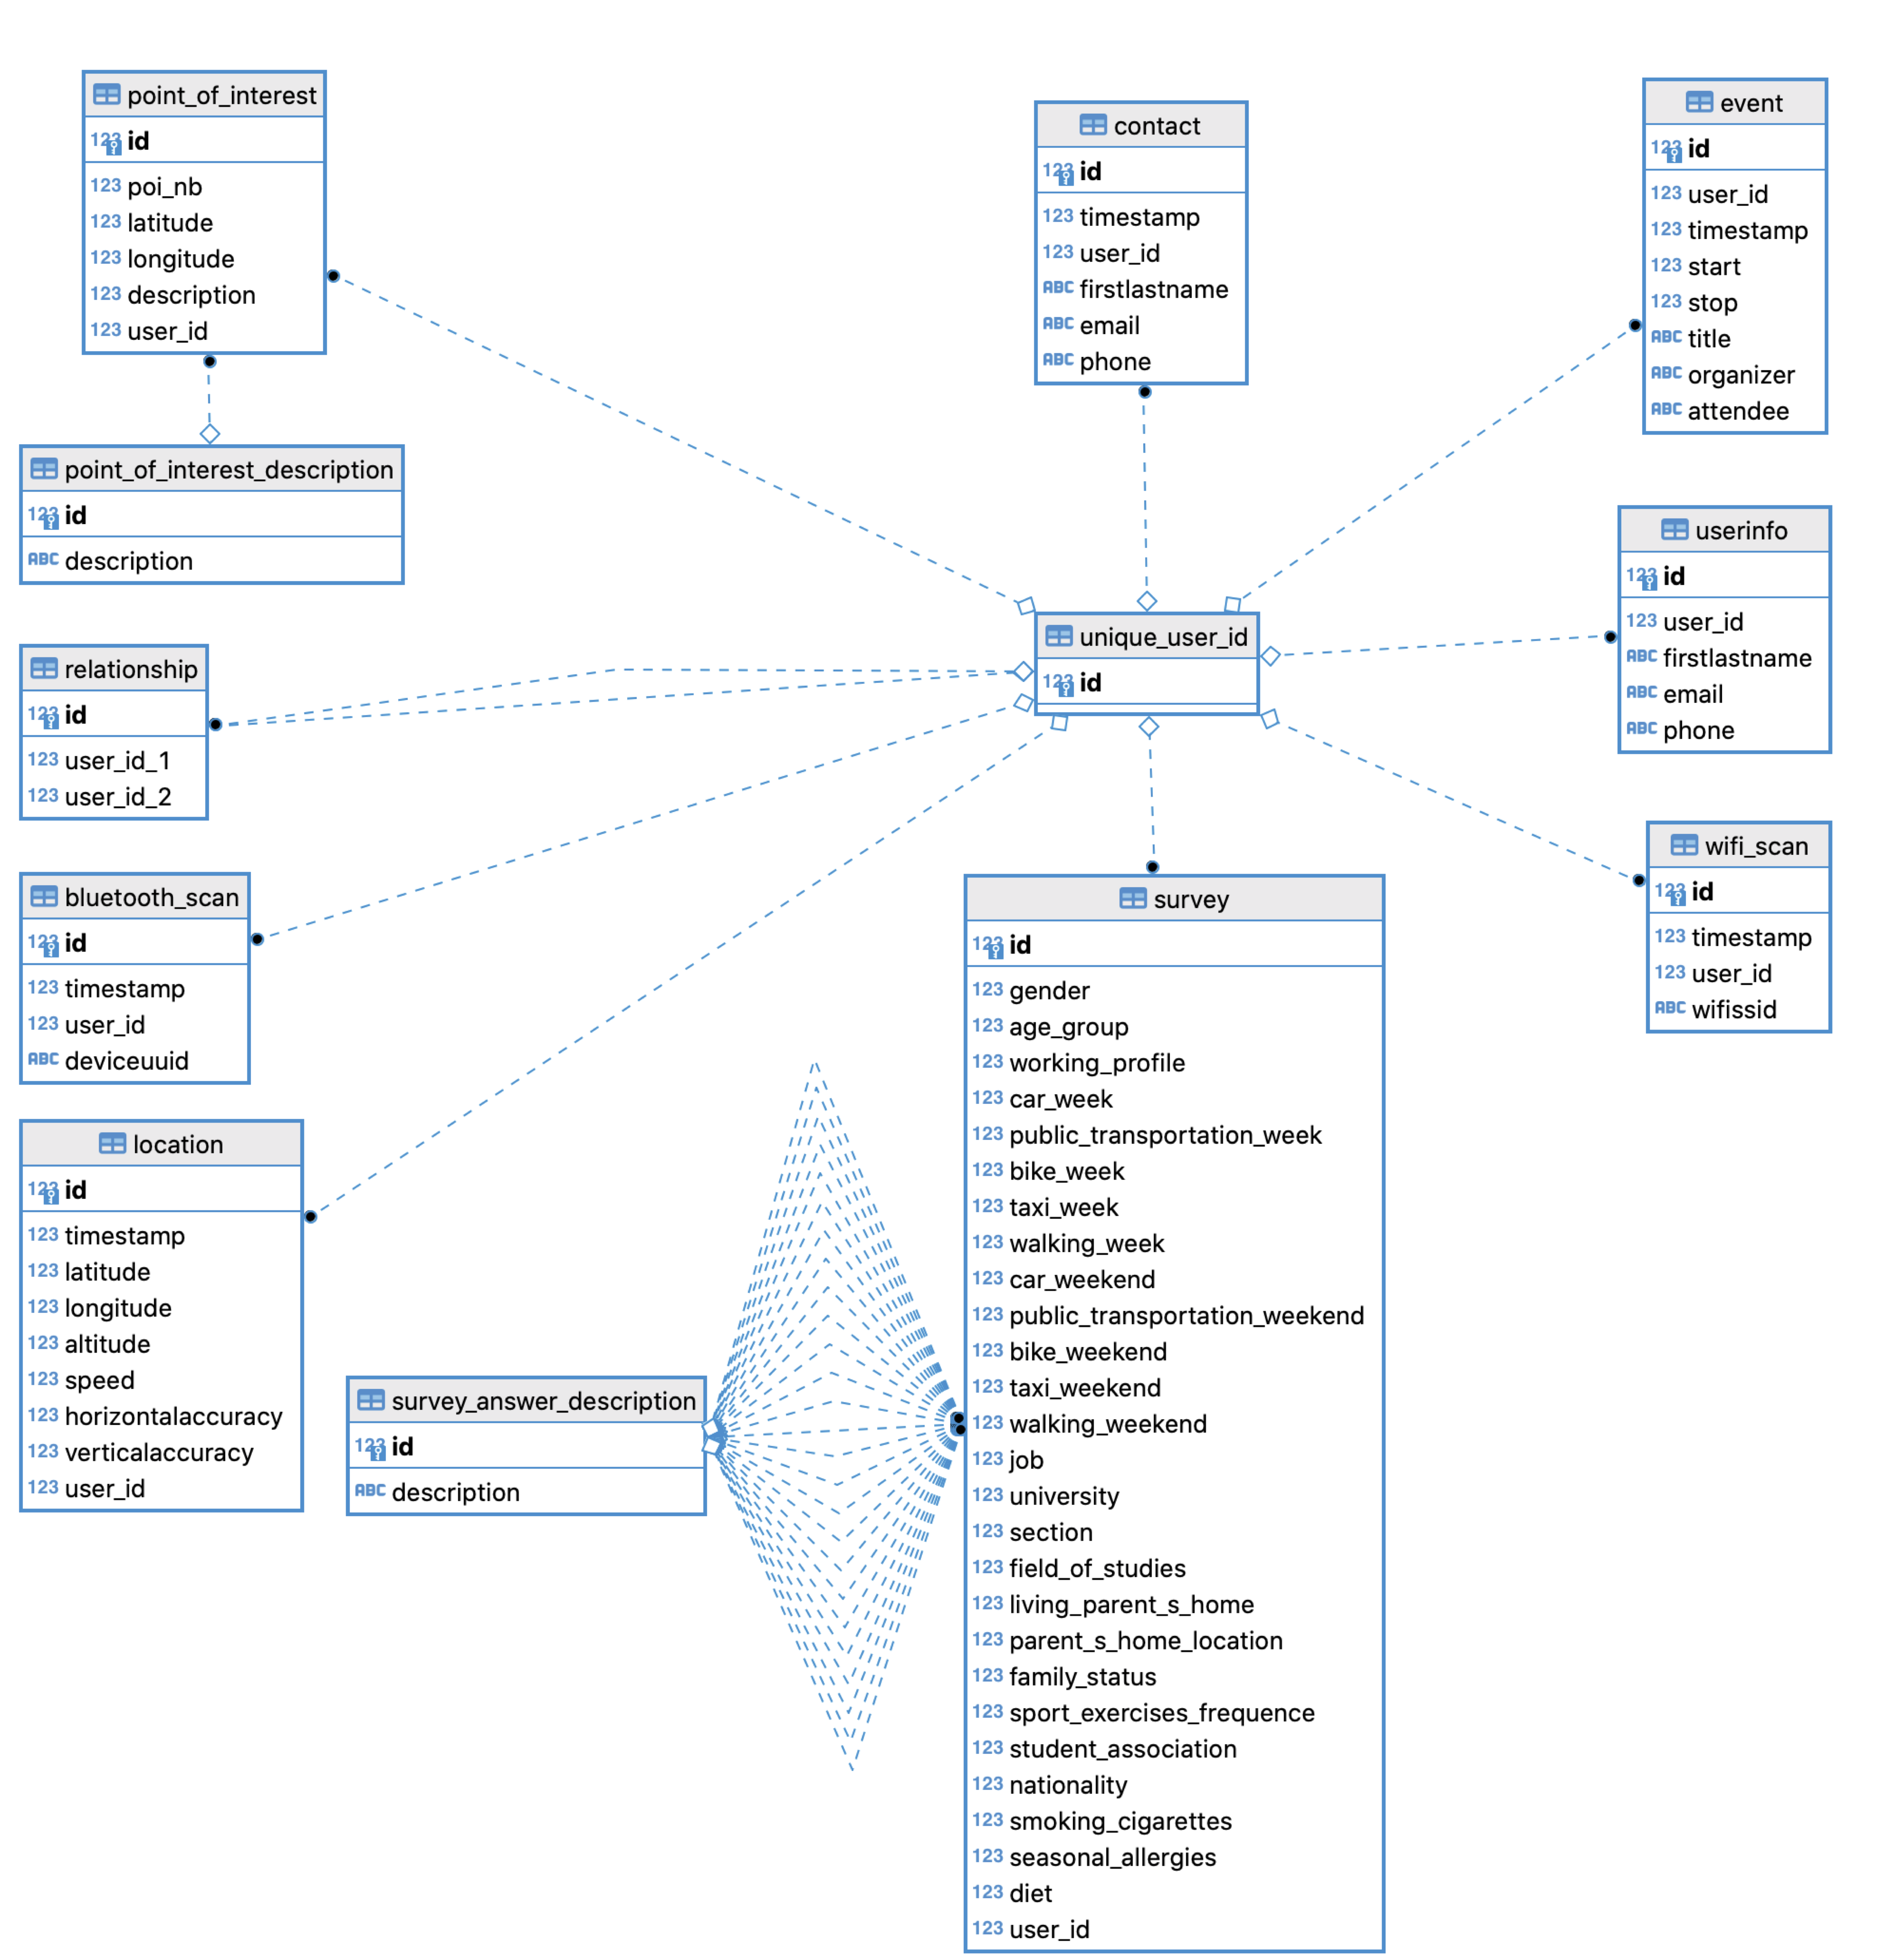 point_of_interest
123 id
123 poi_nb
123 latitude
123 longitude
123 description
123 user_id
point_of_interest_description
123 id
ABC description
relationship
123 id
123 user_id_1
123 user_id_2
bluetooth_scan
123 id
123 timestamp
123 user_id
ABC deviceuuid
location
123 id
123 timestamp
123 latitude
123 longitude
123 altitude
123 speed
123 horizontalaccuracy
123 verticalaccuracy
123 user_id
survey_answer_description
123 id
ABC description
contact
123 id
123 timestamp
123 user_id
ABC firstlastname
ABC email
ABC phone
unique_user_id
123 id
survey
123 id
123 gender
123 age_group
123 working_profile
123 car_week
123 public_transportation_week
123 bike_week
123 taxi_week
123 walking_week
123 car_weekend
123 public_transportation_weekend
123 bike_weekend
123 taxi_weekend
123 walking_weekend
123 job
123 university
123 section
123 field_of_studies
123 living_parent_s_home
123 parent_s_home_location
123 family_status
123 sport_exercises_frequence
123 student_association
123 nationality
123 smoking_cigarettes
123 seasonal_allergies
123 diet
123 user_id
event
123 id
123 user_id
123 timestamp
123 start
123 stop
ABC title
ABC organizer
ABC attendee
userinfo
123 id
123 user_id
ABC firstlastname
ABC email
ABC phone
wifi_scan
123 id
123 timestamp
123 user_id
ABC wifissid